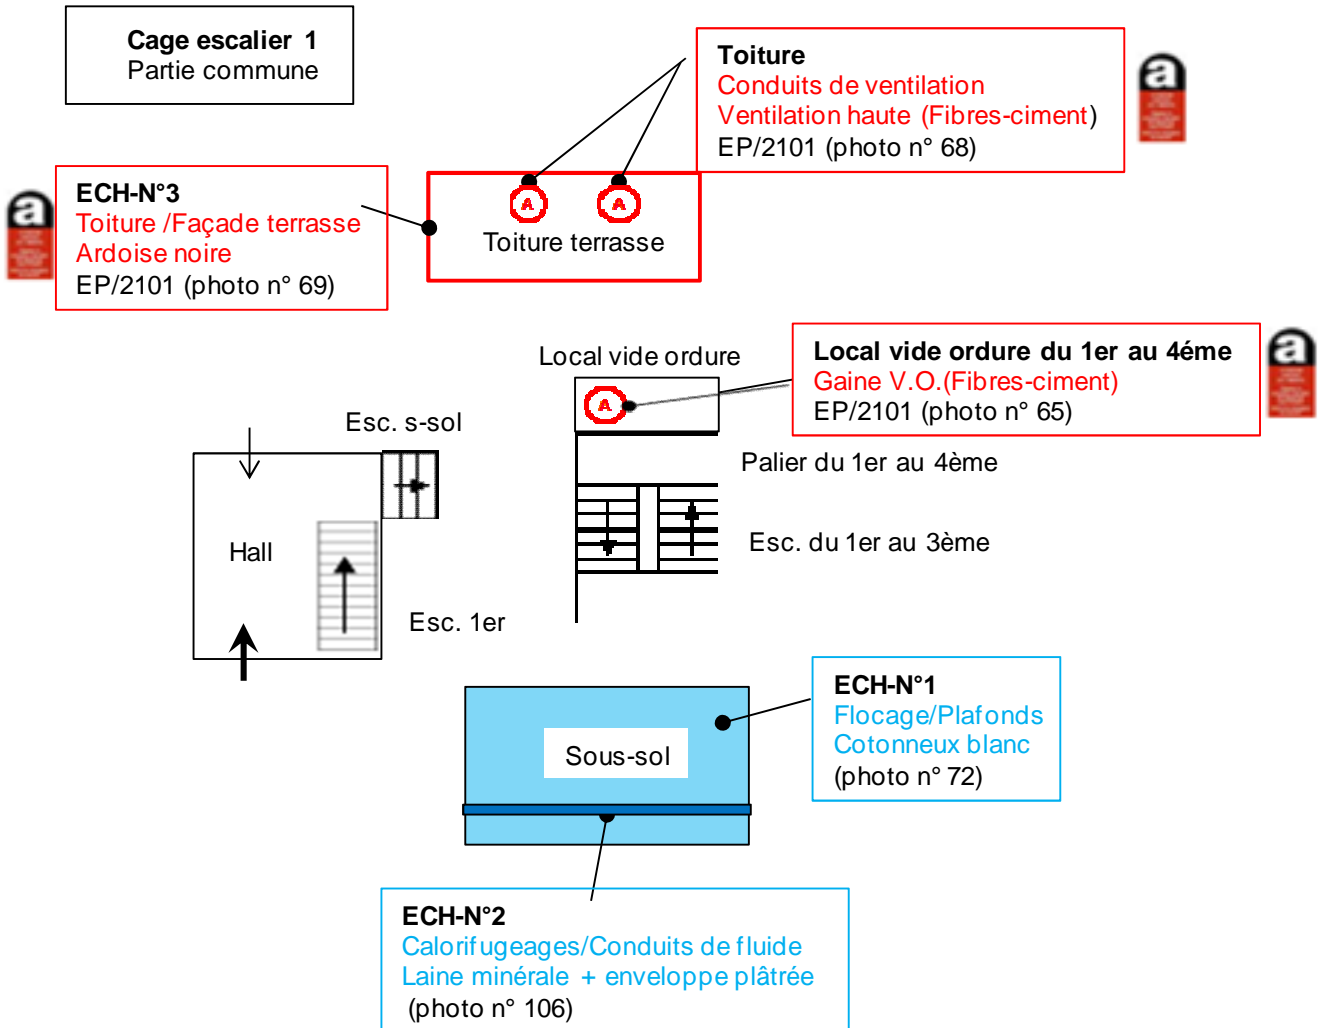 Cage escalier 1
Partie commune
Toiture
Conduits de ventilation
Ventilation haute (Fibres-ciment)
EP/2101 (photo n° 68)
a
a
ECH-N°3
Toiture /Façade terrasse
Ardoise noire
EP/2101 (photo n° 69)
A
A
Toiture terrasse
Local vide ordure
A
Local vide ordure du 1er au 4éme
Gaine V.O.(Fibres-ciment)
EP/2101 (photo n° 65)
a
Esc. s-sol
Palier du 1er au 4ème
Hall
Esc. du 1er au 3ème
Esc. 1er
Sous-sol
ECH-N°1
Flocage/Plafonds
Cotonneux blanc
(photo n° 72)
ECH-N°2
Calorifugeages/Conduits de fluide
Laine minérale + enveloppe plâtrée
(photo n° 106)